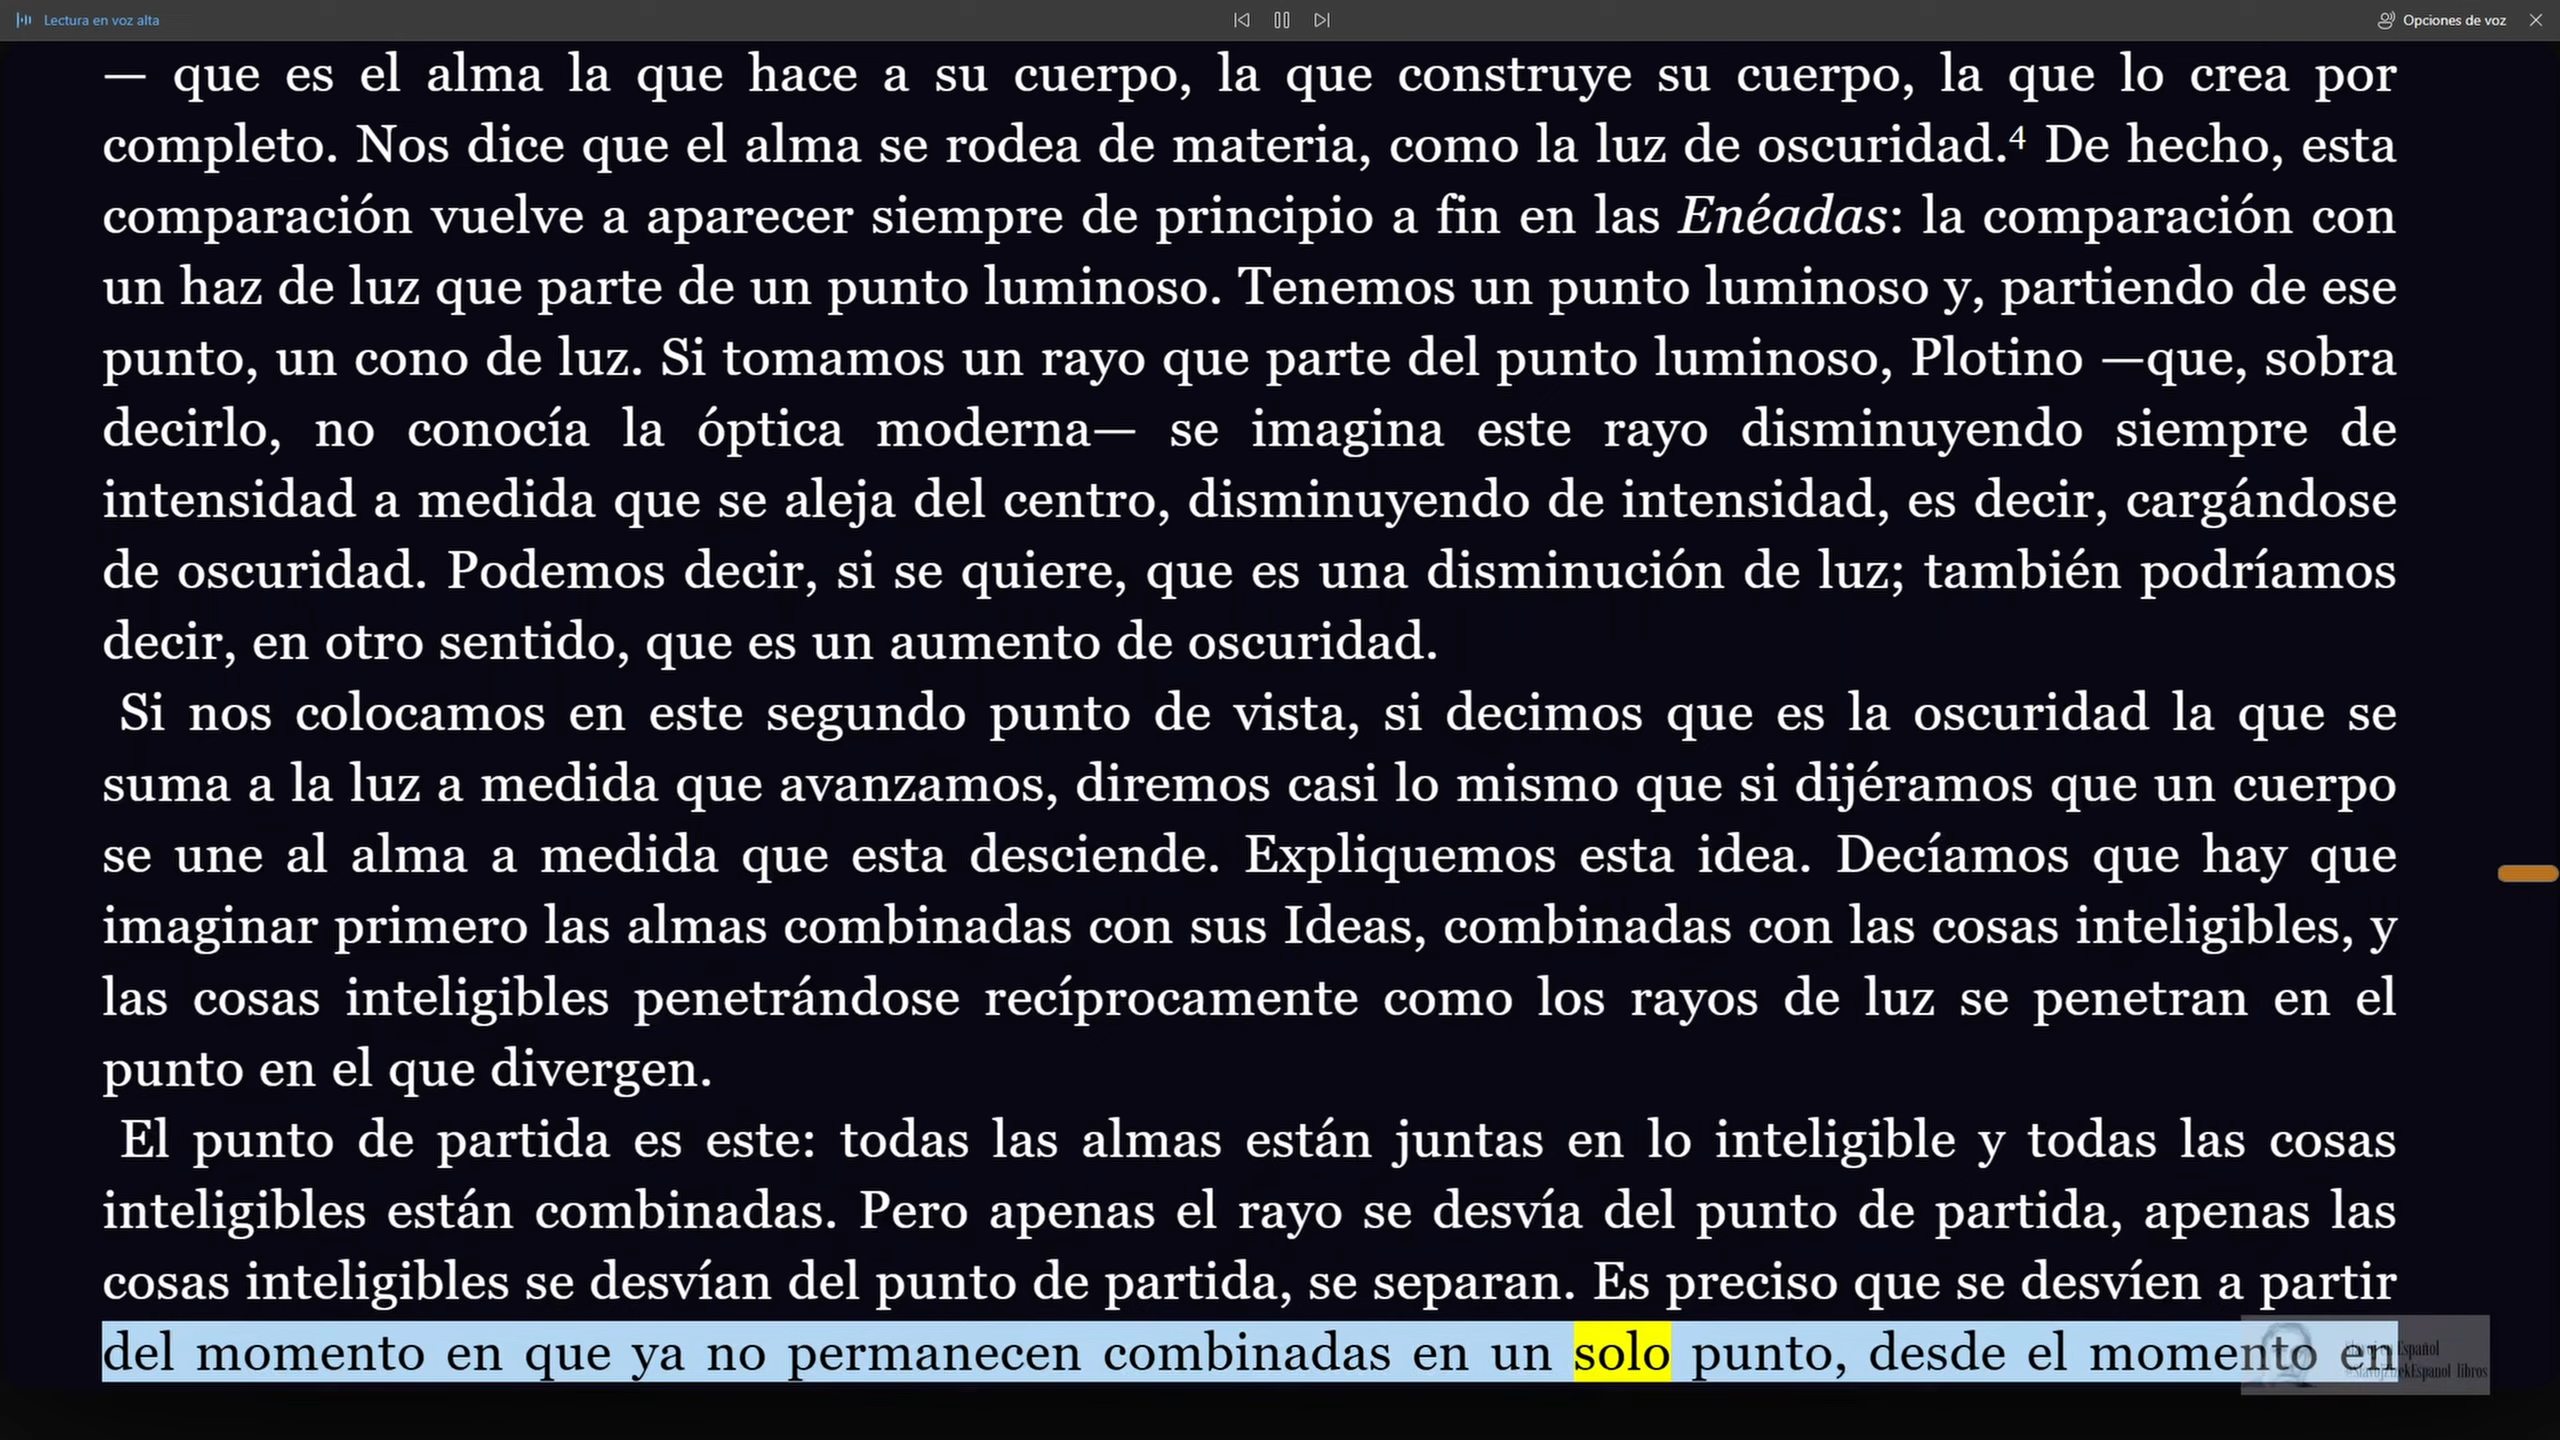 Lectura en voz alta
Opciones de voz
— que es el alma la que hace a su cuerpo, la que construye su cuerpo, la que lo crea por
completo. Nos dice que el alma se rodea de materia, como la luz de oscuridad.4 De hecho, esta
comparación vuelve a aparecer siempre de principio a fin en las Enéadas: la comparación con
un haz de luz que parte de un punto luminoso. Tenemos un punto luminoso y, partiendo de ese
punto, un cono de luz. Si tomamos un rayo que parte del punto luminoso, Plotino —que, sobra
decirlo, no conocía la óptica moderna— se imagina este rayo disminuyendo siempre de
intensidad a medida que se aleja del centro, disminuyendo de intensidad, es decir, cargándose
de oscuridad. Podemos decir, si se quiere, que es una disminución de luz; también podríamos
decir, en otro sentido, que es un aumento de oscuridad.
Si nos colocamos en este segundo punto de vista, si decimos que es la oscuridad la que se
suma a la luz a medida que avanzamos, diremos casi lo mismo que si dijéramos que un cuerpo
se une al alma a medida que esta desciende. Expliquemos esta idea. Decíamos que hay que
imaginar primero las almas combinadas con sus Ideas, combinadas con las cosas inteligibles, y
las cosas inteligibles penetrándose recíprocamente como los rayos de luz se penetran en el
punto en el que divergen.
El punto de partida es este: todas las almas están juntas en lo inteligible y todas las cosas
inteligibles están combinadas. Pero apenas el rayo se desvía del punto de partida, apenas las
cosas inteligibles se desvían del punto de partida, se separan. Es preciso que se desvíen a partir
del momento en que ya no permanecen combinadas en un solo punto, desde el momento en
Español
libros